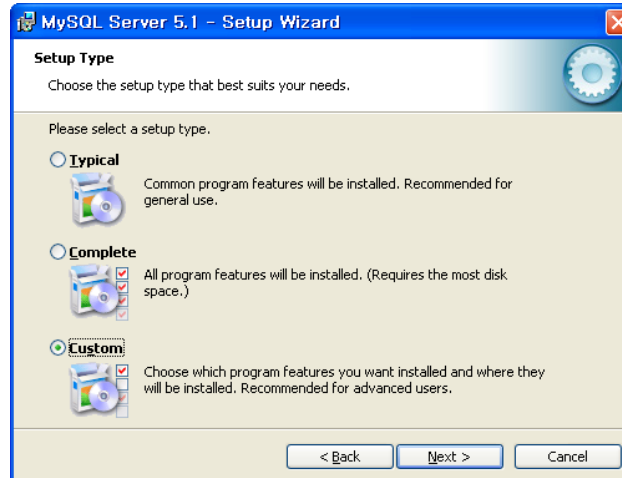 MySQL Server 5.1 - Setup Wizard
Setup Type
Choose the setup type that best suits your needs.
Please select a setup type.
Typical
Common program features will be installed. Recommended for
general use.
Complete
All program features will be installed. (Requires the most disk
space.)
Custom
Choose which program features you want installed and where they
will be installed. Recommended for advanced users.
< Back
Next >
Cancel